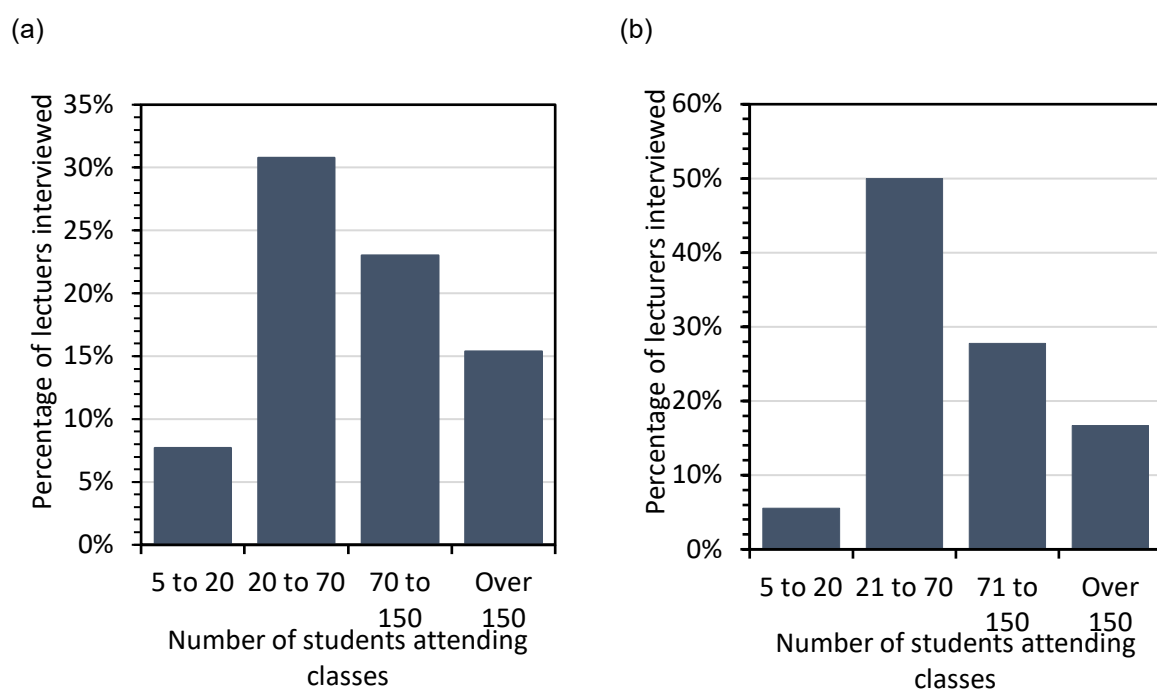 (a)
Percentage of lectuers interviewed
35%
30%
25%
20%
15%
10%
5%
0%
5 to 20
20 to 70
70 to
150
Over
150
Number of students attending
classes
(b)
Percentage of lecturers interviewed
60%
50%
40%
30%
20%
10%
0%
5 to 20
21 to 70
71 to
150
Over
150
Number of students attending
classes